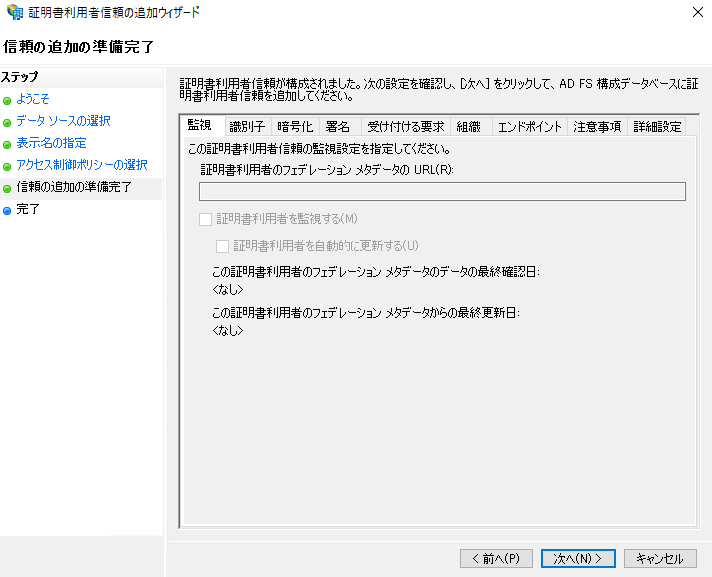 証明書利用者信頼の追加ウィザード
信頼の追加の準備完了
ステップ
ようこそ
データ ソースの選択
表示名の指定
アクセス制御ポリシーの選択
信頼の追加の準備完了
完了
証明書利用者信頼が構成されました。次の設定を確認し、[次へ] をクリックして、AD FS 構成データベースに証
明書利用者信頼を追加してください。
監視 識別子 暗号化 署名 受け付ける要求 組織 エンドポイント 注意事項 詳細設定
この証明書利用者信頼の監視設定を指定してください。
証明書利用者のフェデレーション メタデータの URL(R):
証明書利用者を監視する(M)
証明書利用者を自動的に更新する(U)
この証明書利用者のフェデレーション メタデータのデータの最終確認日:
<なし>
この証明書利用者のフェデレーション メタデータからの最終更新日:
<なし>
< 前へ(P) 次へ(N) > キャンセル